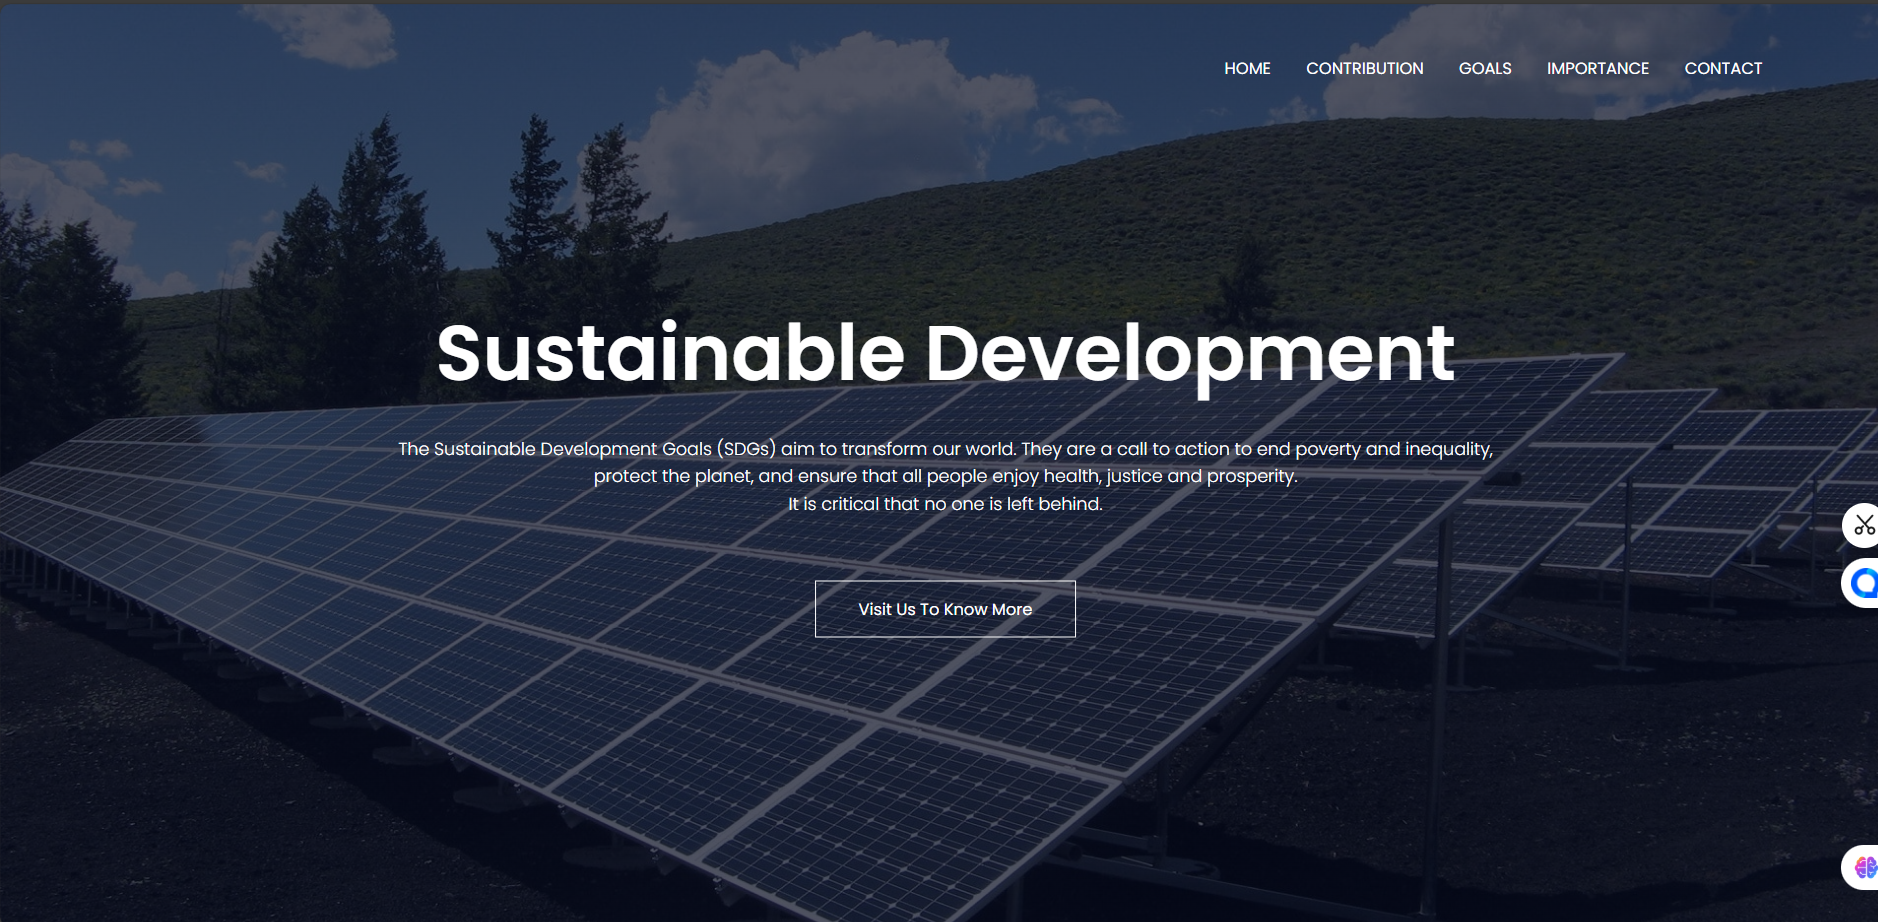 HOME CONTRIBUTION GOALS IMPORTANCE CONTACT
Sustainable Development
The Sustainable Development Goals (SDGs) aim to transform our world. They are a call to action to end poverty and inequality,
protect the planet, and ensure that all people enjoy health, justice and prosperity.
It is critical that no one is left behind.
Visit Us To Know More